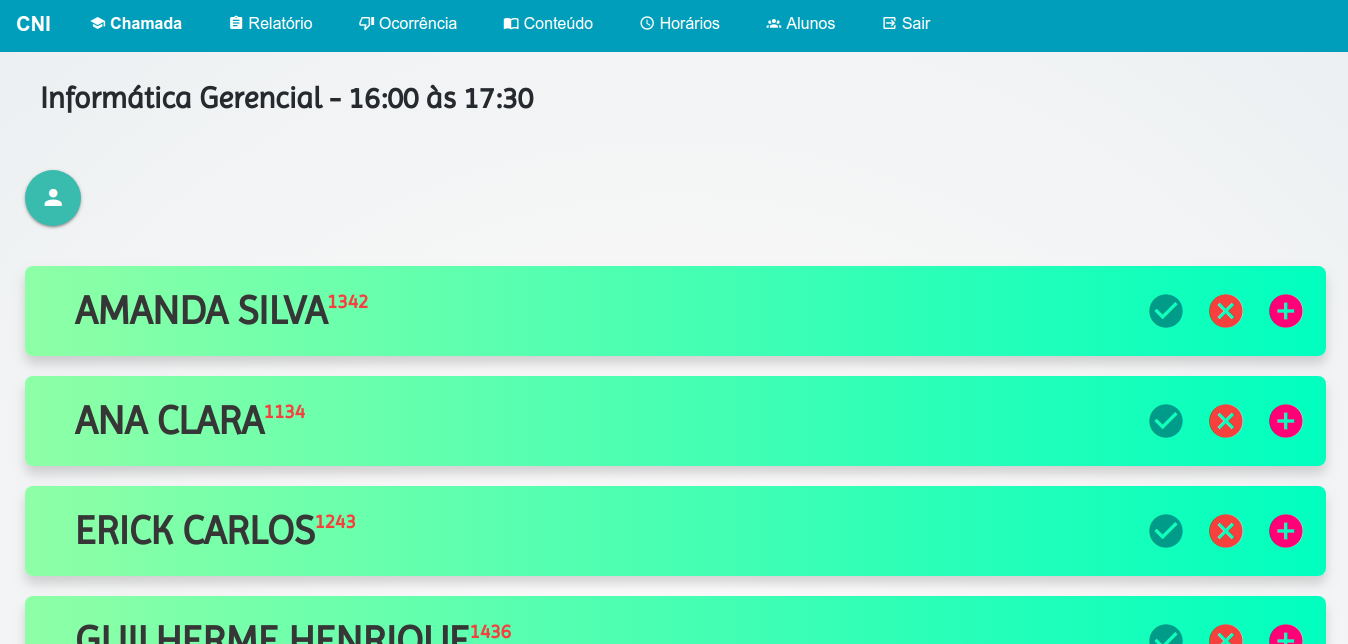 CNI Chamada Relatório Ocorrência Conteúdo Horários Alunos Sair
Informática Gerencial - 16:00 às 17:30
AMANDA SILVA 1342
ANA CLARA 1134
ERICK CARLOS 1243
GUILHERME HENRIQUE 1436